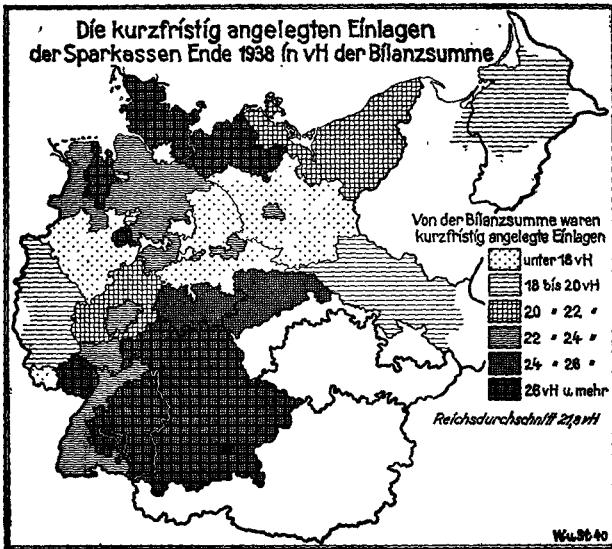 Die kurzfristig angelegten Einlagen
der Sparkassen Ende 1938 in vH der Bilanzsumme
Von der Bilanzsumme waren
kurzfristig angelegte Einlagen
unter 18 vH
18 bis 20 vH
20 " 22 "
22 " 24 "
24 " 26 "
26 vH u. mehr
Reichsdurchschnitt 21,8 vH
W.u.St 40